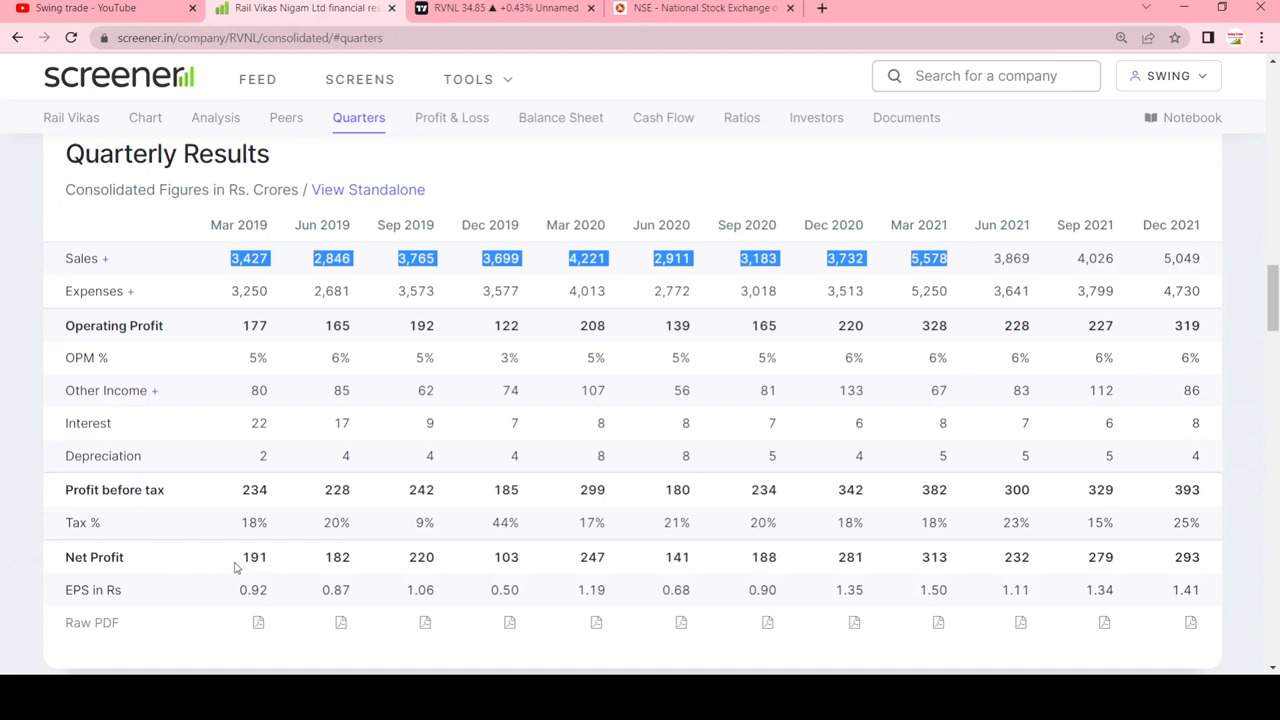 Swing trade - YouTube
Rail Vikas Nigam Ltd financial res
RVNL 34.85 ▲ +0.43% Unnamed
NSE - National Stock Exchange o
screener.in/company/RVNL/consolidated/#quarters
screener
FEED SCREENS TOOLS
Search for a company
SWING
Rail Vikas Chart Analysis Peers Quarters Profit & Loss Balance Sheet Cash Flow Ratios Investors Documents Notebook
Quarterly Results
Consolidated Figures in Rs. Crores / View Standalone
Mar 2019 Jun 2019 Sep 2019 Dec 2019 Mar 2020 Jun 2020 Sep 2020 Dec 2020 Mar 2021 Jun 2021 Sep 2021 Dec 2021
Sales + 3,427 2,846 3,765 3,699 4,221 2,911 3,183 3,732 5,578 3,869 4,026 5,049
Expenses + 3,250 2,681 3,573 3,577 4,013 2,772 3,018 3,513 5,250 3,641 3,799 4,730
Operating Profit 177 165 192 122 208 139 165 220 328 228 227 319
OPM % 5% 6% 5% 3% 5% 5% 5% 6% 6% 6% 6% 6%
Other Income + 80 85 62 74 107 56 81 133 67 83 112 86
Interest 22 17 9 7 8 8 7 6 8 7 6 8
Depreciation 2 4 4 4 8 8 5 4 5 5 5 4
Profit before tax 234 228 242 185 299 180 234 342 382 300 329 393
Tax % 18% 20% 9% 44% 17% 21% 20% 18% 18% 23% 15% 25%
Net Profit 191 182 220 103 247 141 188 281 313 232 279 293
EPS in Rs 0.92 0.87 1.06 0.50 1.19 0.68 0.90 1.35 1.50 1.11 1.34 1.41
Raw PDF